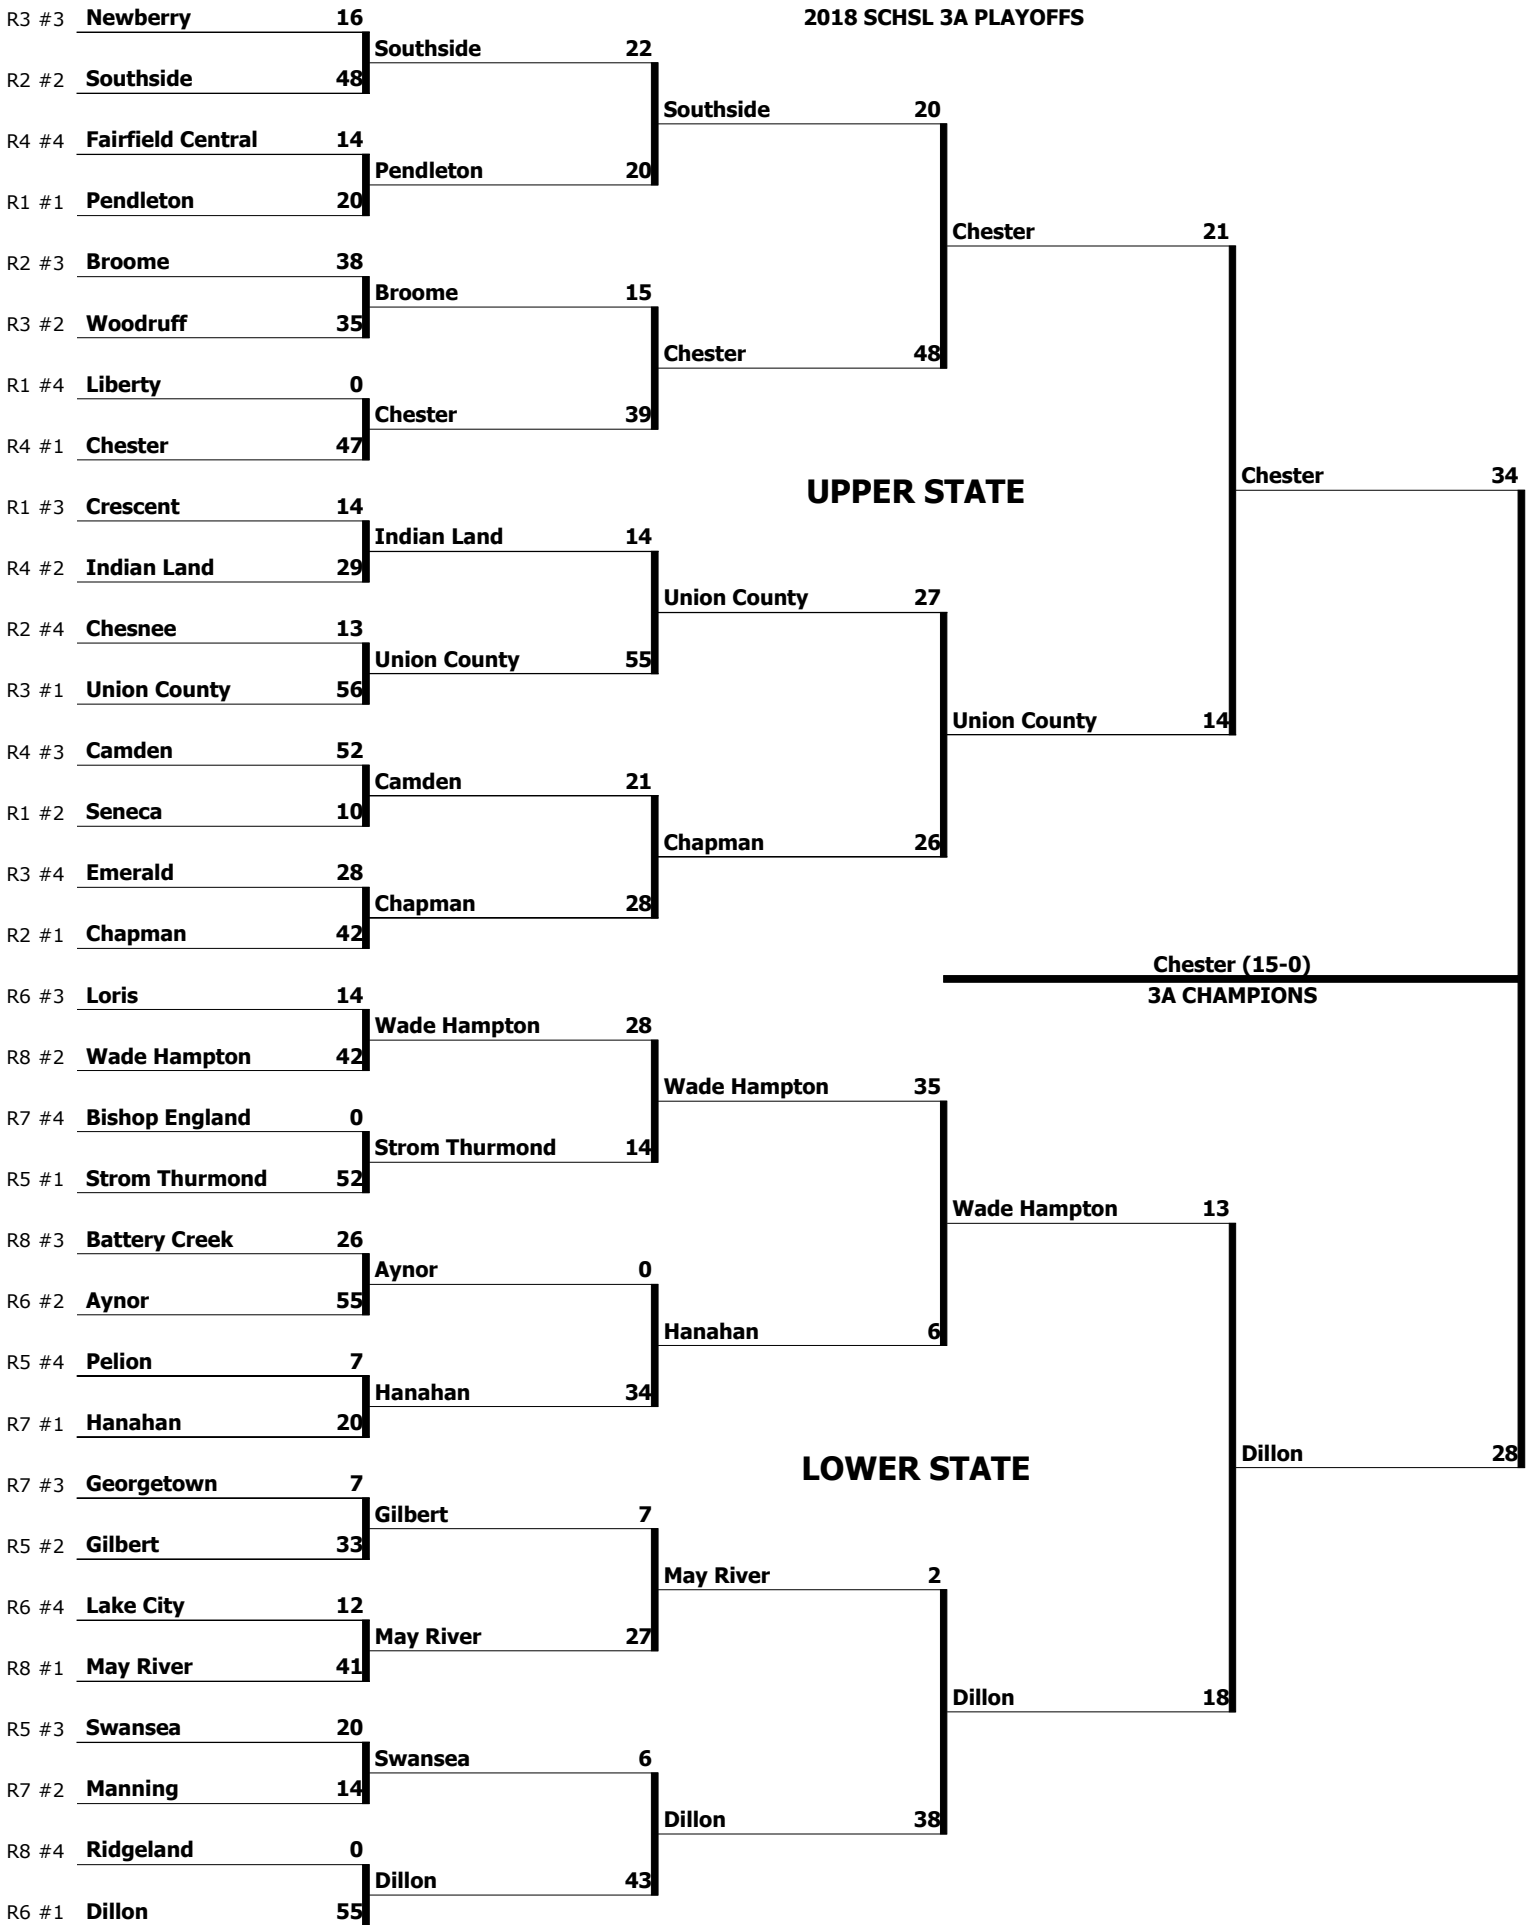 2018 SCHSL 3A PLAYOFFS
R3 #3 Newberry 16
Southside 22
R2 #2 Southside 48
Southside 20
R4 #4 Fairfield Central 14
Pendleton 20
R1 #1 Pendleton 20
Chester 21
R2 #3 Broome 38
Broome 15
R3 #2 Woodruff 35
Chester 48
R1 #4 Liberty 0
Chester 39
R4 #1 Chester 47
Chester 34
UPPER STATE
R1 #3 Crescent 14
Indian Land 14
R4 #2 Indian Land 29
Union County 27
R2 #4 Chesnee 13
Union County 55
R3 #1 Union County 56
Union County 14
R4 #3 Camden 52
Camden 21
R1 #2 Seneca 10
Chapman 26
R3 #4 Emerald 28
Chapman 28
R2 #1 Chapman 42
Chester (15-0)
3A CHAMPIONS
R6 #3 Loris 14
Wade Hampton 28
R8 #2 Wade Hampton 42
Wade Hampton 35
R7 #4 Bishop England 0
Strom Thurmond 14
R5 #1 Strom Thurmond 52
Wade Hampton 13
R8 #3 Battery Creek 26
Aynor 0
R6 #2 Aynor 55
Hanahan 6
R5 #4 Pelion 7
Hanahan 34
R7 #1 Hanahan 20
Dillon 28
LOWER STATE
R7 #3 Georgetown 7
Gilbert 7
R5 #2 Gilbert 33
May River 2
R6 #4 Lake City 12
May River 27
R8 #1 May River 41
Dillon 18
R5 #3 Swansea 20
Swansea 6
R7 #2 Manning 14
Dillon 38
R8 #4 Ridgeland 0
Dillon 43
R6 #1 Dillon 55